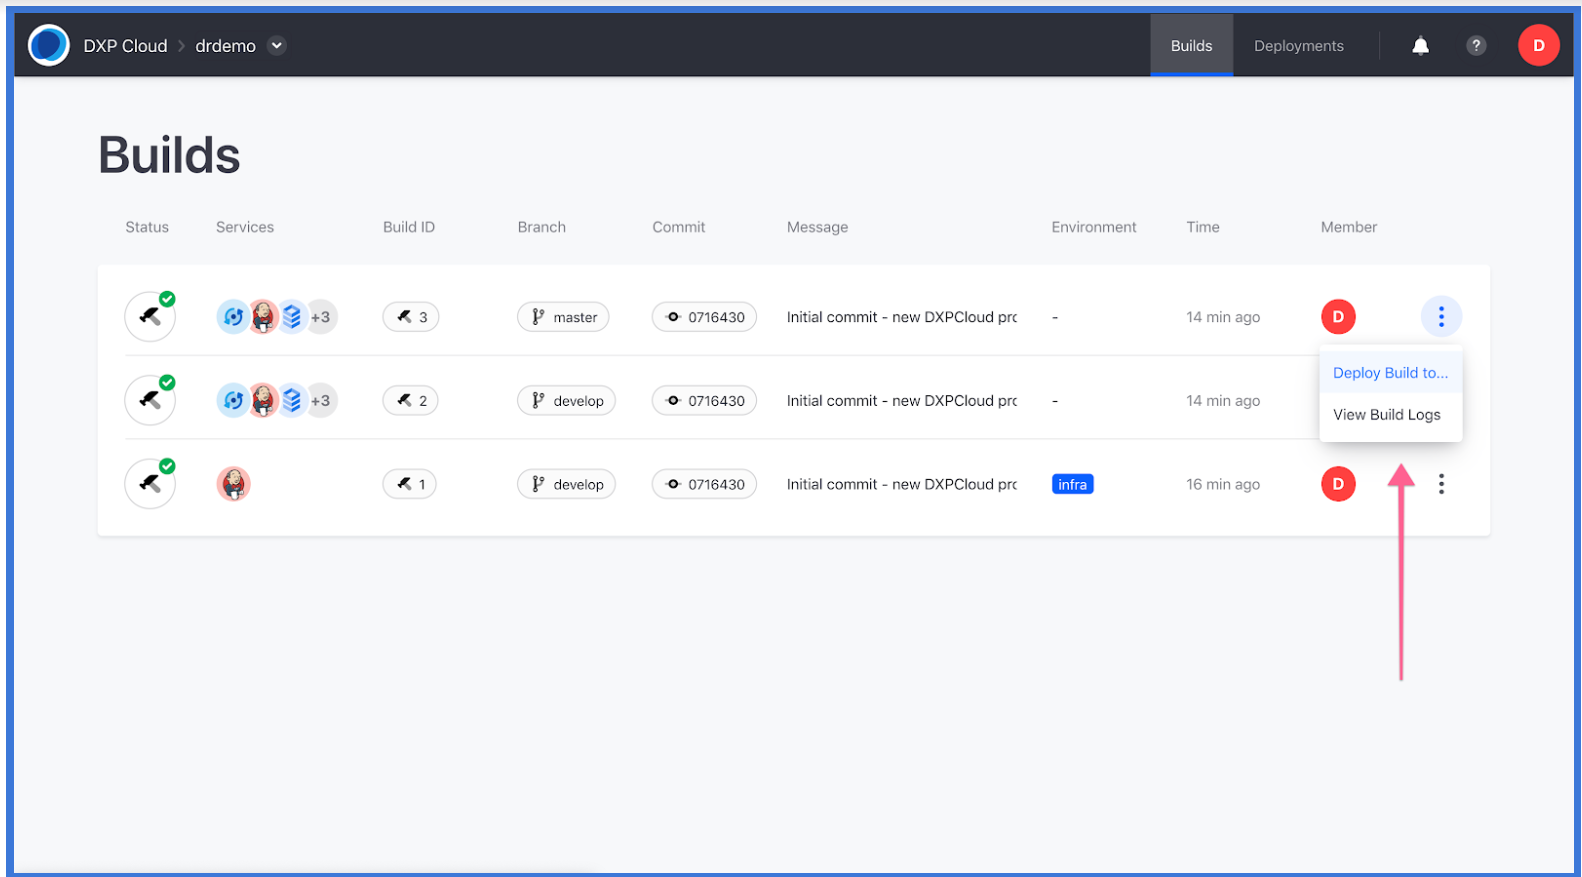 DXP Cloud > drdemo
Builds
Deployments
?
D
Builds
Status Services Build ID Branch Commit Message Environment Time Member
+3 3 master 0716430 Initial commit - new DXPCloud prc - 14 min ago D
Deploy Build to...
+3 2 develop 0716430 Initial commit - new DXPCloud prc - 14 min ago
View Build Logs
1 develop 0716430 Initial commit - new DXPCloud prc infra 16 min ago D